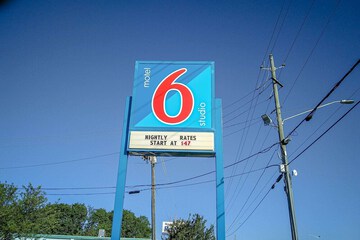 motel
6
studio
NIGHTLY RATES
START AT $47